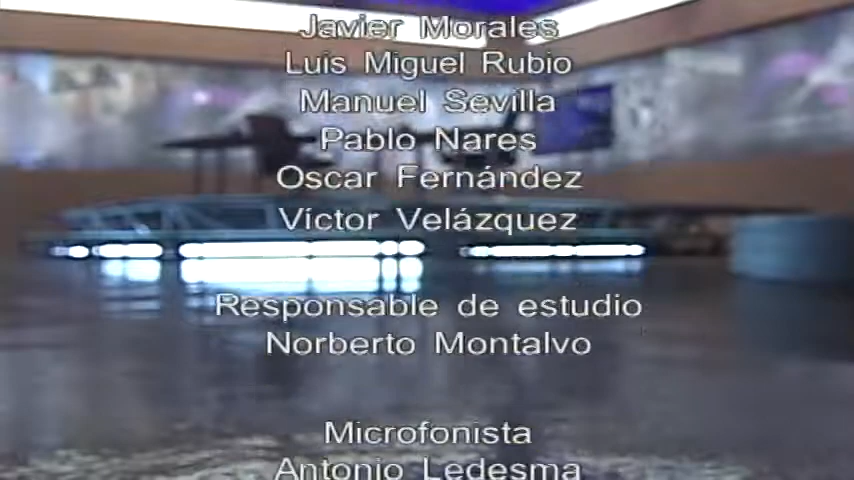 Javier Morales
Luis Miguel Rubio
Manuel Sevilla
Pablo Nares
Oscar Fernández
Víctor Velázquez
Responsable de estudio
Norberto Montalvo
Microfonista
Antonio Ledesma